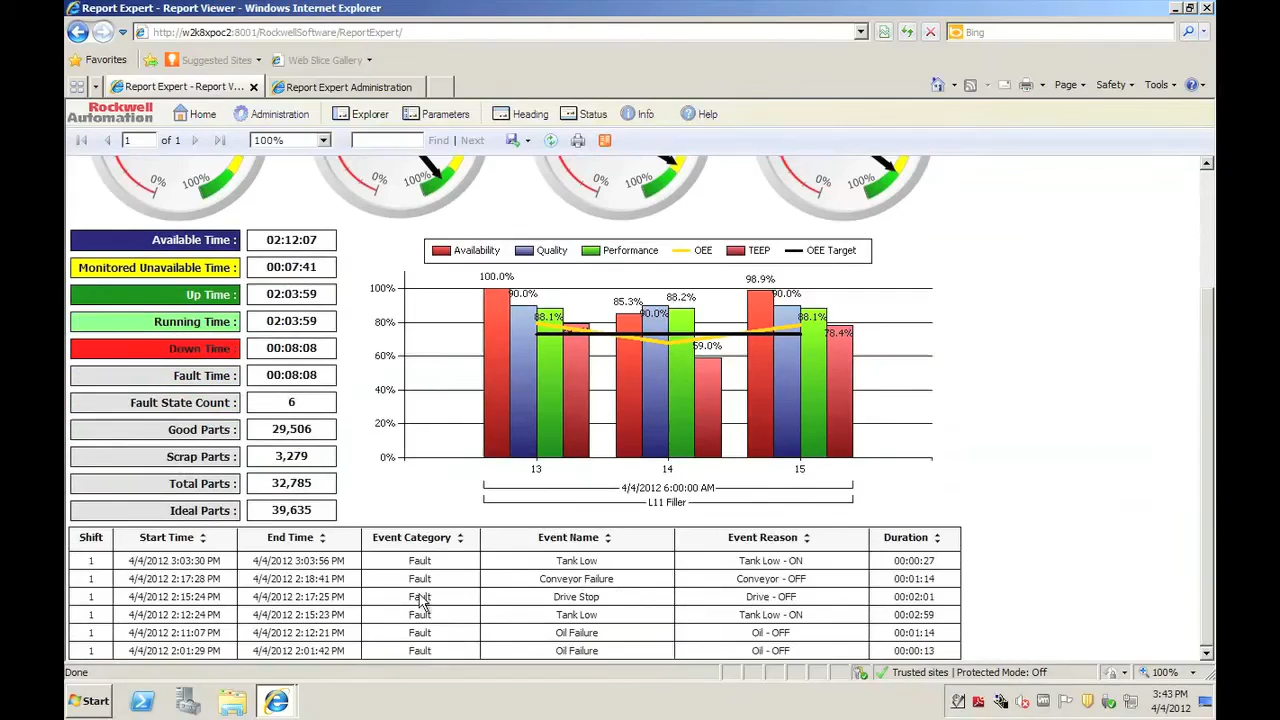 Report Expert - Report Viewer - Windows Internet Explorer
http://w2k8xpoc2:8001/RockwellSoftware/ReportExpert/
Bing
Favorites Suggested Sites Web Slice Gallery
Report Expert - Report V... Report Expert Administration Page Safety Tools
Rockwell Automation Home Administration Explorer Parameters Heading Status Info Help
1 of 1 100% Find | Next
0% 100% 0% 100% 0% 100% 0% 100%
Available Time : 02:12:07
Monitored Unavailable Time : 00:07:41
Up Time : 02:03:59
Running Time : 02:03:59
Down Time : 00:08:08
Fault Time : 00:08:08
Fault State Count : 6
Good Parts : 29,506
Scrap Parts : 3,279
Total Parts : 32,785
Ideal Parts : 39,635
Availability Quality Performance OEE TEEP OEE Target
100.0% 98.9%
100% 90.0% 85.3% 88.2% 90.0%
88.1% 90.0% 88.1%
80% 78.4%
59.0%
60%
40%
20%
0%
13 14 15
4/4/2012 6:00:00 AM
L11 Filler
Shift Start Time End Time Event Category Event Name Event Reason Duration
1 4/4/2012 3:03:30 PM 4/4/2012 3:03:56 PM Fault Tank Low Tank Low - ON 00:00:27
1 4/4/2012 2:17:28 PM 4/4/2012 2:18:41 PM Fault Conveyor Failure Conveyor - OFF 00:01:14
1 4/4/2012 2:15:24 PM 4/4/2012 2:17:25 PM Fault Drive Stop Drive - OFF 00:02:01
1 4/4/2012 2:12:24 PM 4/4/2012 2:15:23 PM Fault Tank Low Tank Low - ON 00:02:59
1 4/4/2012 2:11:07 PM 4/4/2012 2:12:21 PM Fault Oil Failure Oil - OFF 00:01:14
1 4/4/2012 2:01:29 PM 4/4/2012 2:01:42 PM Fault Oil Failure Oil - OFF 00:00:13
Done Trusted sites | Protected Mode: Off 100%
Start 3:43 PM
4/4/2012